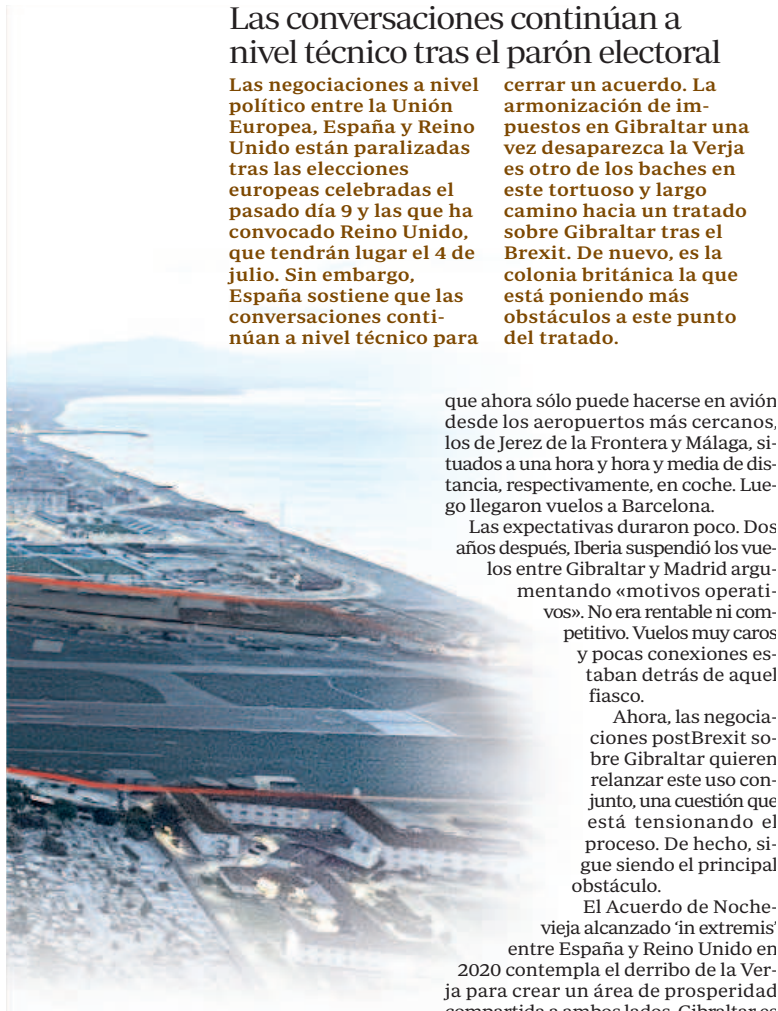 Las conversaciones continúan a
nivel técnico tras el parón electoral
Las negociaciones a nivel
político entre la Unión
Europea, España y Reino
Unido están paralizadas
tras las elecciones
europeas celebradas el
pasado día 9 y las que ha
convocado Reino Unido,
que tendrán lugar el 4 de
julio. Sin embargo,
España sostiene que las
conversaciones conti-
núan a nivel técnico para
cerrar un acuerdo. La
armonización de im-
puestos en Gibraltar una
vez desaparezca la Verja
es otro de los baches en
este tortuoso y largo
camino hacia un tratado
sobre Gibraltar tras el
Brexit. De nuevo, es la
colonia británica la que
está poniendo más
obstáculos a este punto
del tratado.
que ahora sólo puede hacerse en avión
desde los aeropuertos más cercanos,
los de Jerez de la Frontera y Málaga, si-
tuados a una hora y hora y media de dis-
tancia, respectivamente, en coche. Lue-
go llegaron vuelos a Barcelona.
Las expectativas duraron poco. Dos
años después, Iberia suspendió los vue-
los entre Gibraltar y Madrid argu-
mentando «motivos operati-
vos». No era rentable ni com-
petitivo. Vuelos muy caros
y pocas conexiones es-
taban detrás de aquel
fiasco.
Ahora, las negocia-
ciones postBrexit so-
bre Gibraltar quieren
relanzar este uso con-
junto, una cuestión que
está tensionando el
proceso. De hecho, si-
gue siendo el principal
obstáculo.
El Acuerdo de Noche-
vieja alcanzado ‘in extremis’
entre España y Reino Unido en
2020 contempla el derribo de la Ver-
ja para crear un área de prosperidad
compartida a ambos lados. Gibraltar es